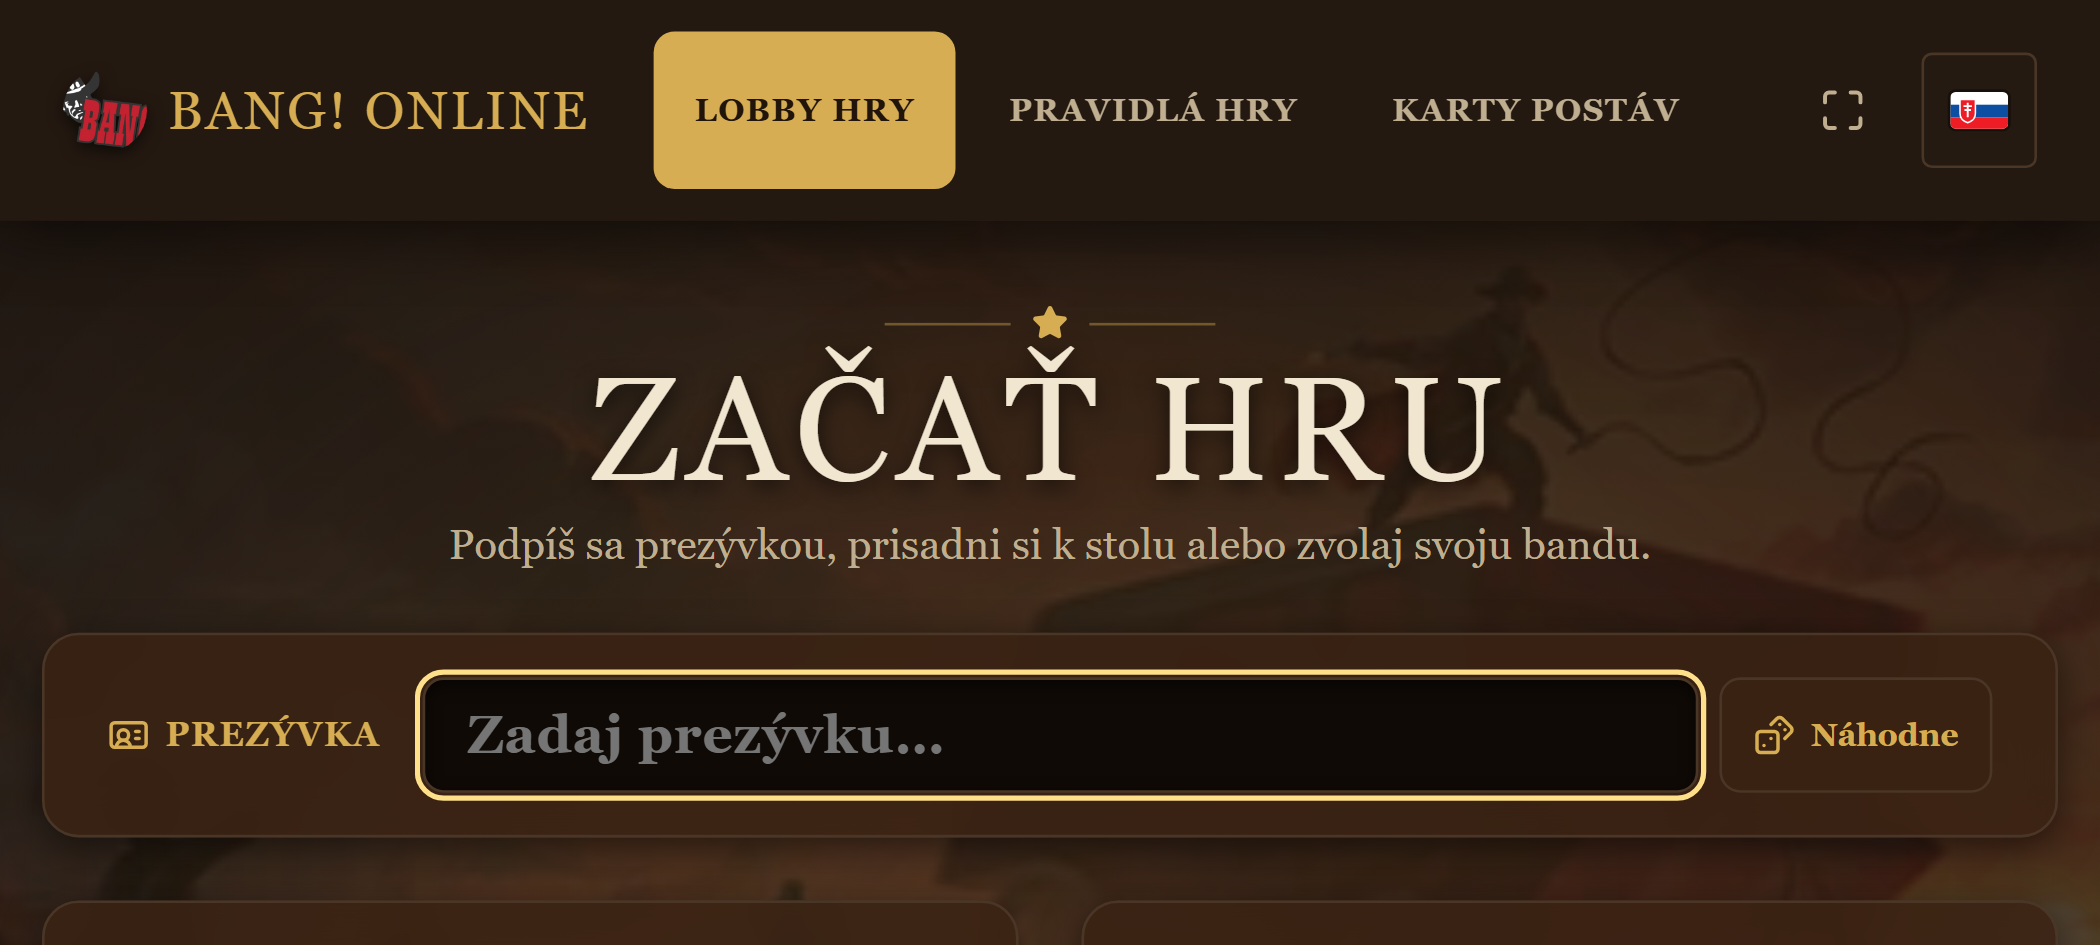 BANG
BANG! ONLINE
LOBBY HRY
PRAVIDLÁ HRY
KARTY POSTÁV
ZAČAŤ HRU
Podpíš sa prezývkou, prisadni si k stolu alebo zvolaj svoju bandu.
PREZÝVKA
Zadaj prezývku...
Náhodne